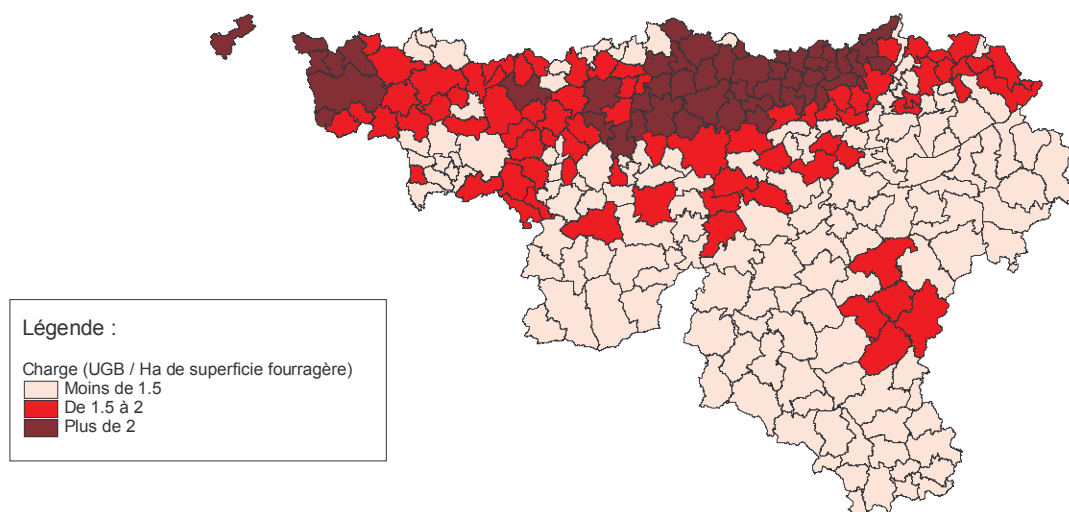 Légende :
Charge (UGB / Ha de superficie fourragère)
Moins de 1.5
De 1.5 à 2
Plus de 2